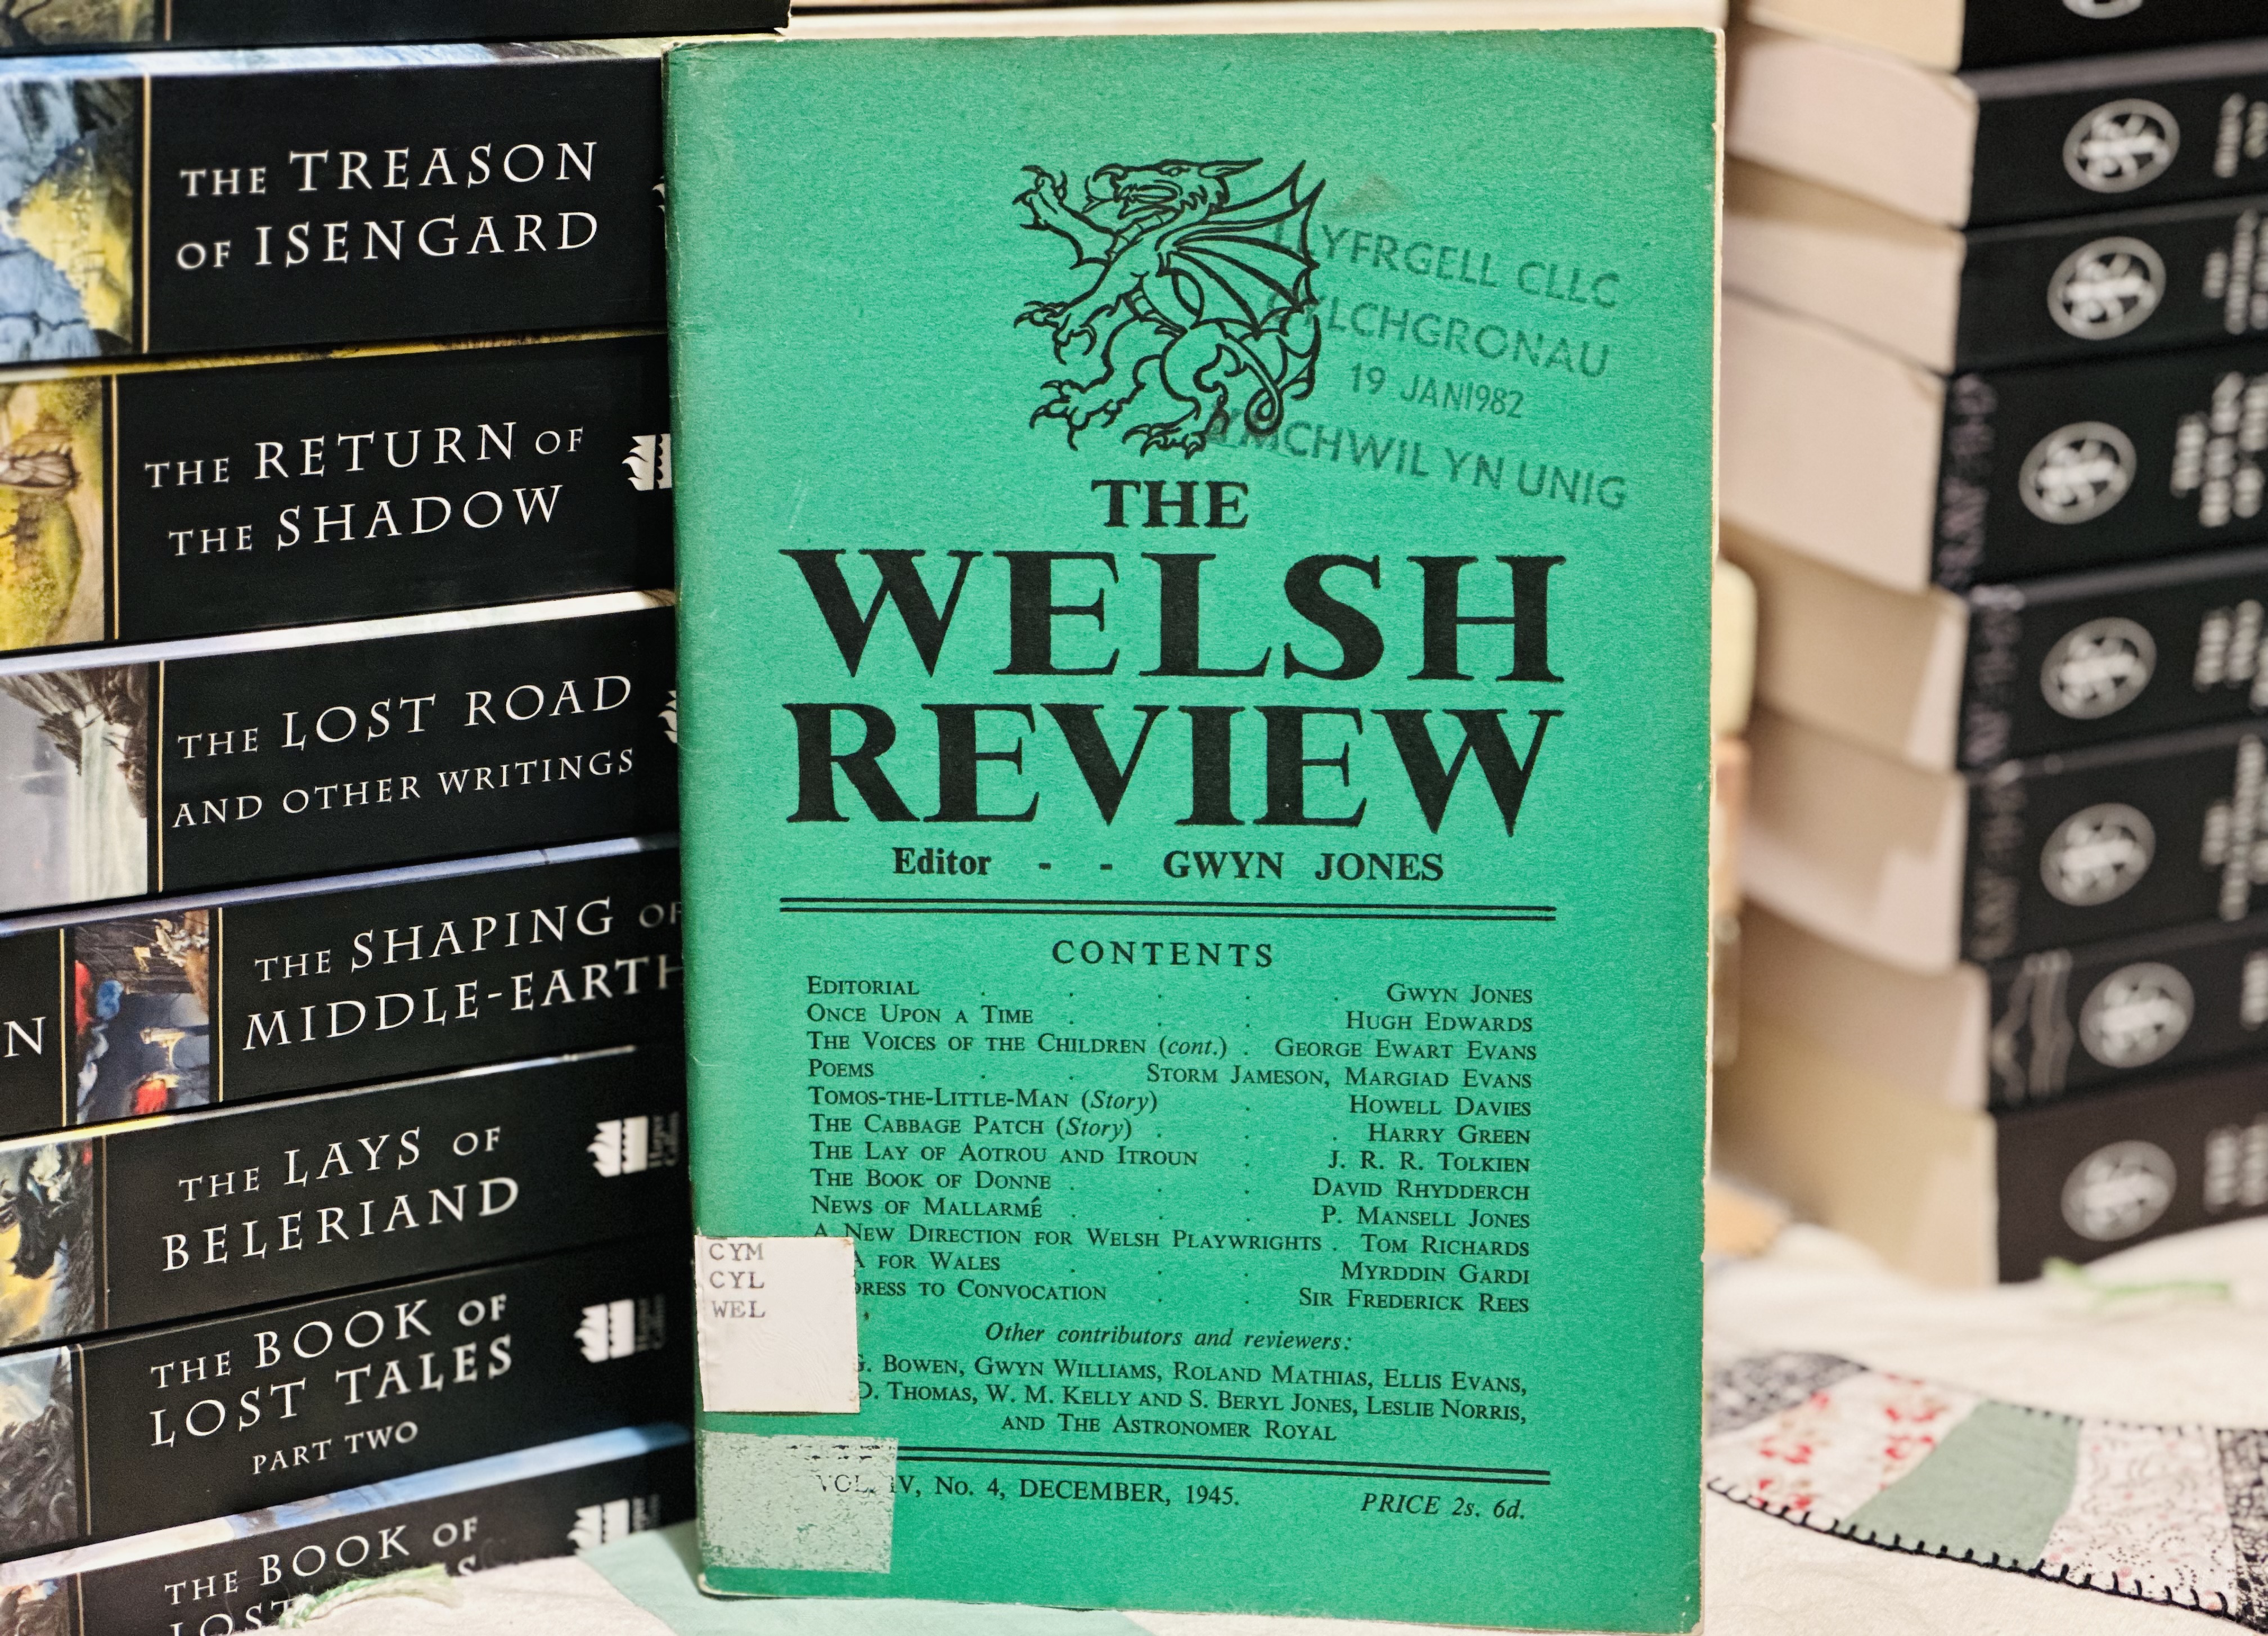 THE TREASON
OF ISENGARD
THE RETURN OF
THE SHADOW
THE LOST ROAD
AND OTHER WRITINGS
THE SHAPING OF
MIDDLE-EARTH
N
THE LAYS OF
BELERIAND
THE BOOK OF
LOST TALES
PART TWO
THE BOOK OF
YFRGELL CLLC
YLCHGRONAU
19 JAN1982
YMCHWIL YN UNIG
THE
WELSH
REVIEW
Editor - - GWYN JONES
CONTENTS
EDITORIAL . . . . . GWYN JONES
ONCE UPON A TIME . . . HUGH EDWARDS
THE VOICES OF THE CHILDREN (cont.) . GEORGE EWART EVANS
POEMS . . STORM JAMESON, MARGIAD EVANS
TOMOS-THE-LITTLE-MAN (Story) . HOWELL DAVIES
THE CABBAGE PATCH (Story) . . . HARRY GREEN
THE LAY OF AOTROU AND ITROUN . J. R. R. TOLKIEN
THE BOOK OF DONNE . . . DAVID RHYDDERCH
NEWS OF MALLARMÉ . . . P. MANSELL JONES
A NEW DIRECTION FOR WELSH PLAYWRIGHTS . TOM RICHARDS
A FOR WALES . . . MYRDDIN GARDI
DRESS TO CONVOCATION . . SIR FREDERICK REES
Other contributors and reviewers:
G. BOWEN, GWYN WILLIAMS, ROLAND MATHIAS, ELLIS EVANS,
D. THOMAS, W. M. KELLY AND S. BERYL JONES, LESLIE NORRIS,
AND THE ASTRONOMER ROYAL
VOL. IV, No. 4, DECEMBER, 1945. PRICE 2s. 6d.
CYM
CYL
WEL